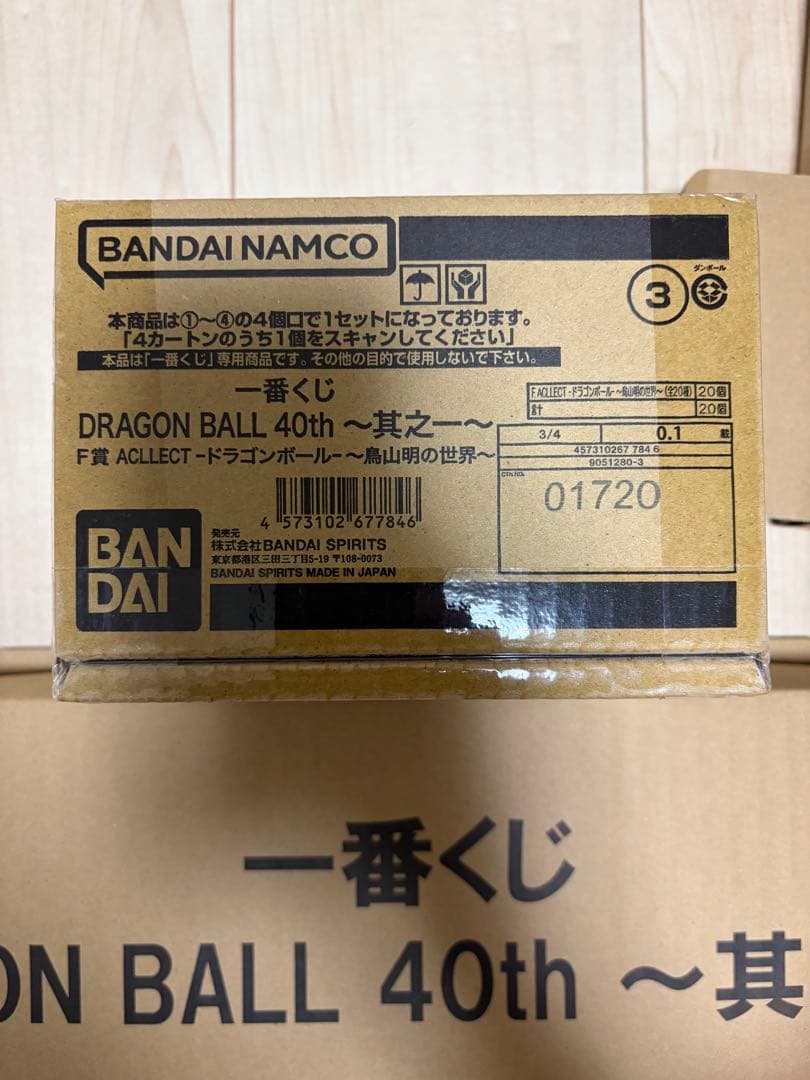 BANDAI NAMCO
③
ダンボール
本商品は①〜④の4個口で1セットになっております。
「4カートンのうち1個をスキャンしてください」
本品は「一番くじ」専用商品です。その他の目的で使用しないで下さい。
一番くじ
DRAGON BALL 40th 〜其之一〜
F賞 ACLLECT -ドラゴンボール- 〜鳥山明の世界〜
F.ACLLECT -ドラゴンボール- 〜鳥山明の世界〜(全20種) 20個
計 20個
3/4 0.1 載
457310267 784 6
9051280-3
CTN NO.
01720
4 573102 677846
BAN
DAI
発売元
株式会社BANDAI SPIRITS
東京都港区三田三丁目5-19 〒108-0073
BANDAI SPIRITS MADE IN JAPAN
一番くじ
ON BALL 40th 〜其